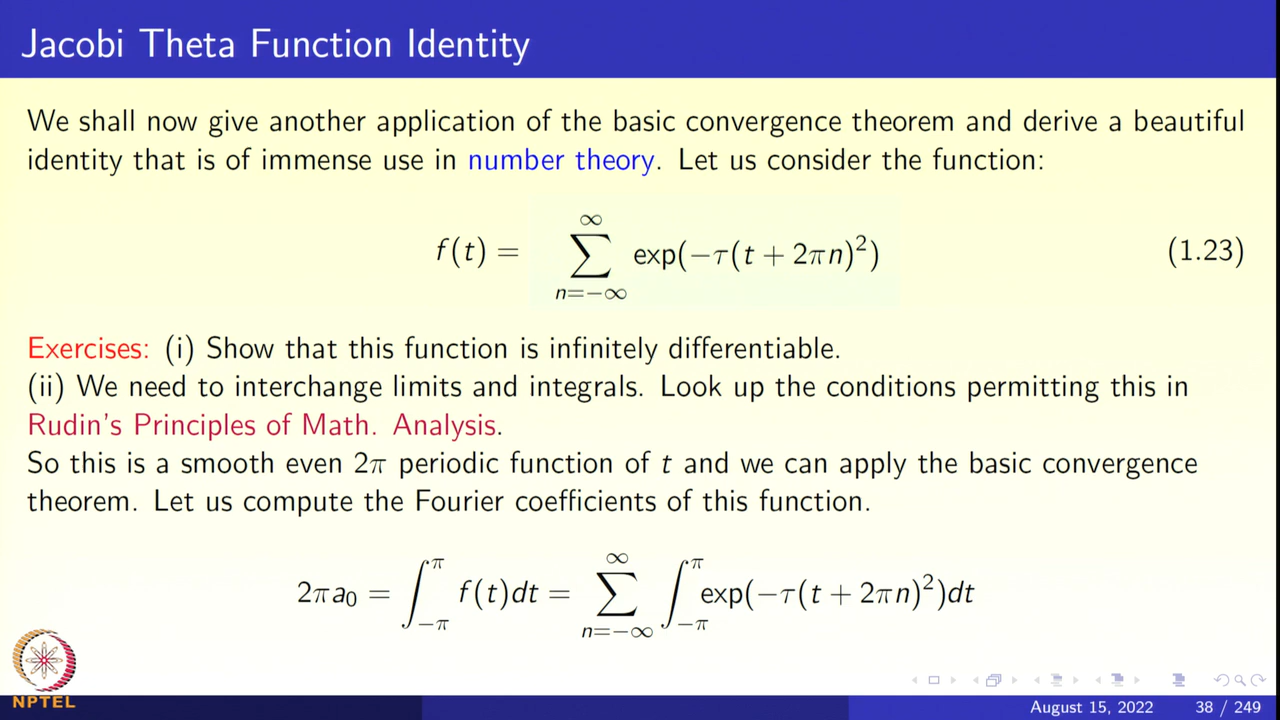 Jacobi Theta Function Identity
We shall now give another application of the basic convergence theorem and derive a beautiful
identity that is of immense use in number theory. Let us consider the function:
f(t) = ∑_{n=−∞}^{∞} exp(−τ(t + 2πn)²) (1.23)
Exercises: (i) Show that this function is infinitely differentiable.
(ii) We need to interchange limits and integrals. Look up the conditions permitting this in
Rudin's Principles of Math. Analysis.
So this is a smooth even 2π periodic function of t and we can apply the basic convergence
theorem. Let us compute the Fourier coefficients of this function.
2πa₀ = ∫_{−π}^{π} f(t)dt = ∑_{n=−∞}^{∞} ∫_{−π}^{π} exp(−τ(t + 2πn)²)dt
NPTEL
August 15, 2022 38 / 249